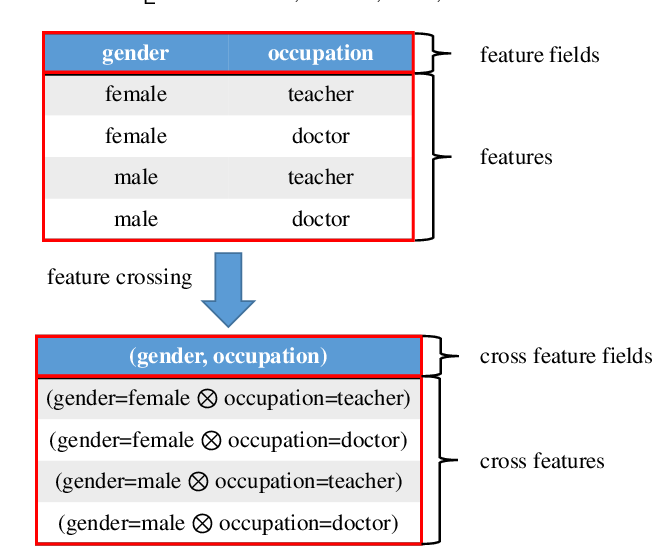 gender occupation feature fields
female teacher
female doctor
features
male teacher
male doctor
feature crossing
(gender, occupation) cross feature fields
(gender=female ⊗ occupation=teacher)
(gender=female ⊗ occupation=doctor)
cross features
(gender=male ⊗ occupation=teacher)
(gender=male ⊗ occupation=doctor)